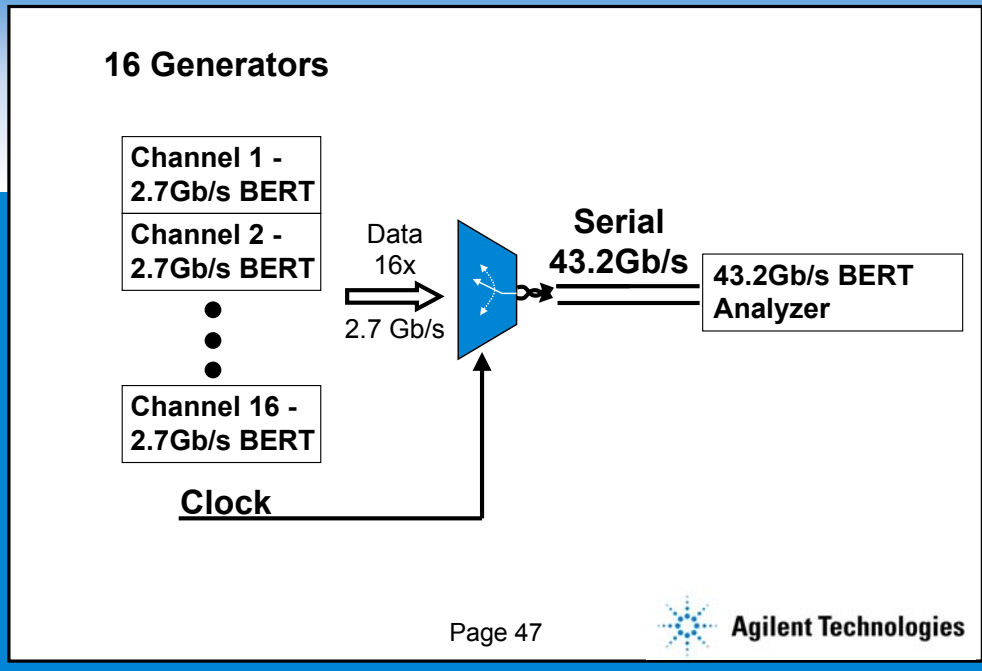 16 Generators
Channel 1 -
2.7Gb/s BERT
Channel 2 -
2.7Gb/s BERT
Channel 16 -
2.7Gb/s BERT
Data
16x
2.7 Gb/s
Clock
Serial
43.2Gb/s
43.2Gb/s BERT
Analyzer
Page 47
Agilent Technologies